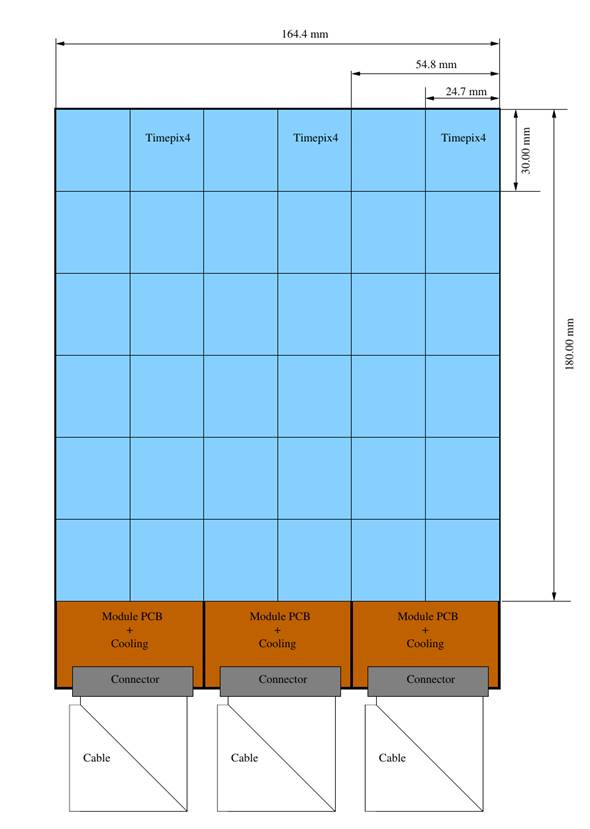 164.4 mm
54.8 mm
24.7 mm
Timepix4
Timepix4
Timepix4
30.00 mm
180.00 mm
Module PCB
+
Cooling
Module PCB
+
Cooling
Module PCB
+
Cooling
Connector
Connector
Connector
Cable
Cable
Cable